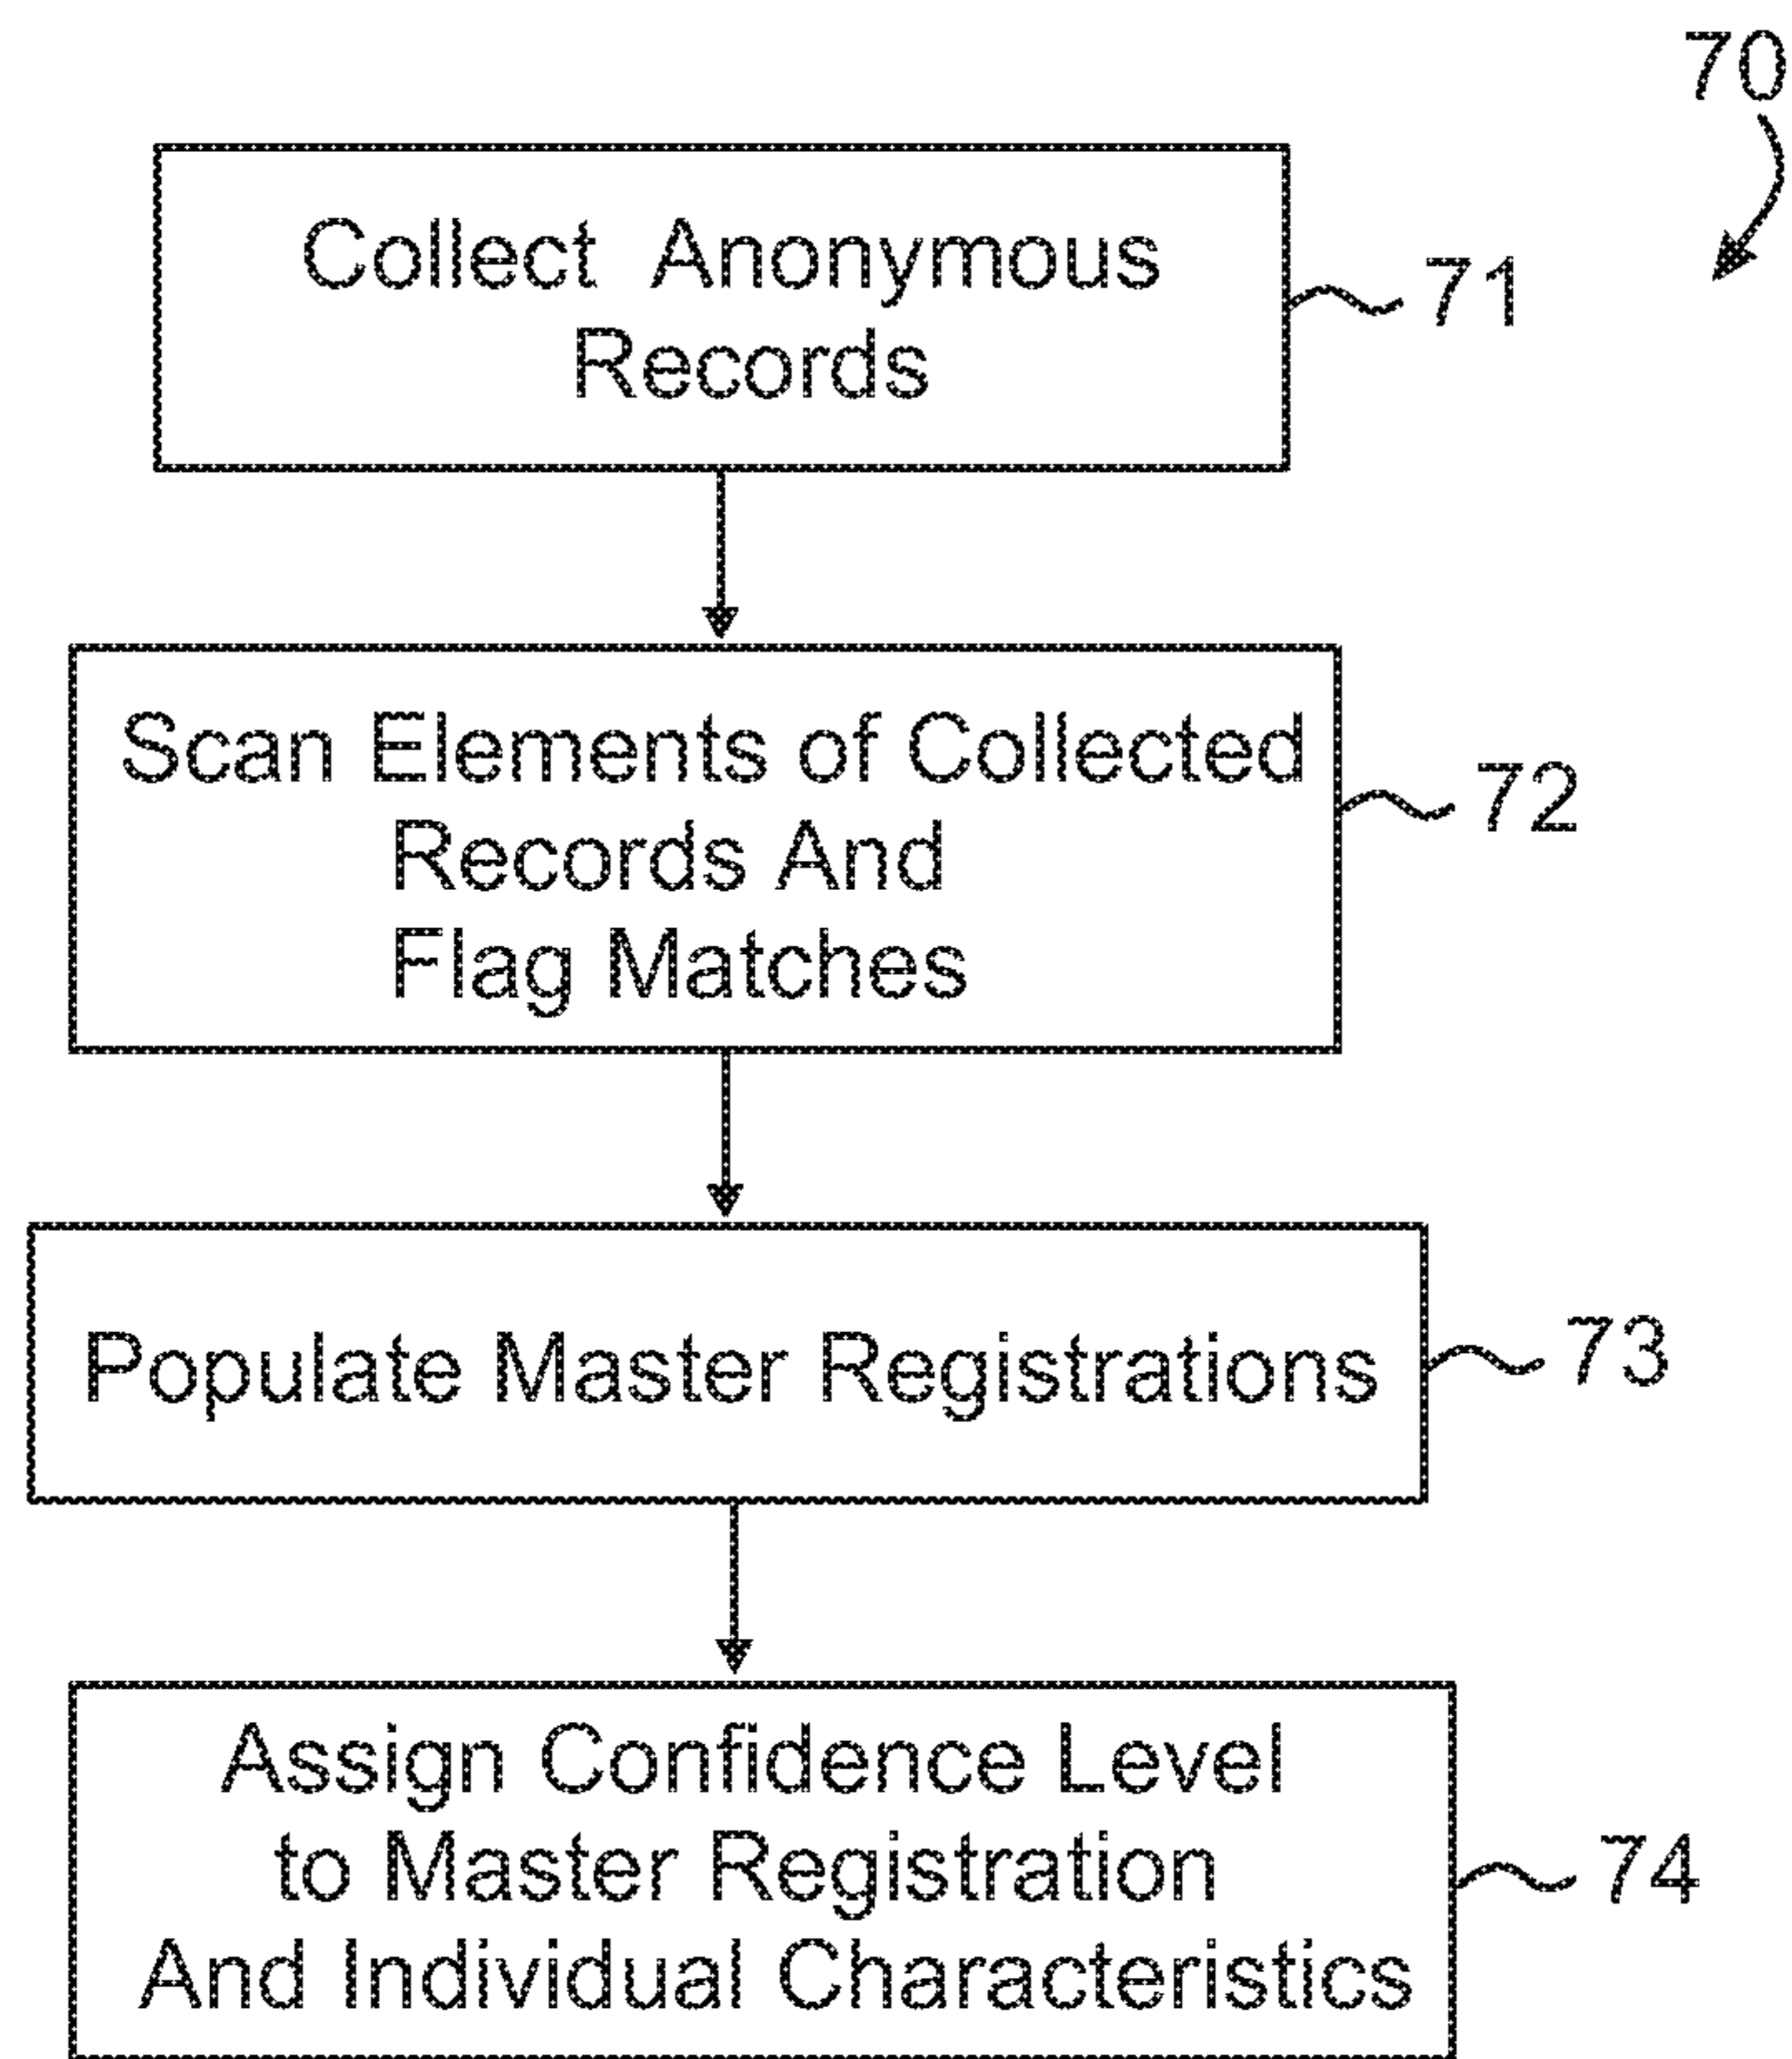 70
Collect Anonymous
Records
71
Scan Elements of Collected
Records And
Flag Matches
72
Populate Master Registrations
73
Assign Confidence Level
to Master Registration
And Individual Characteristics
74